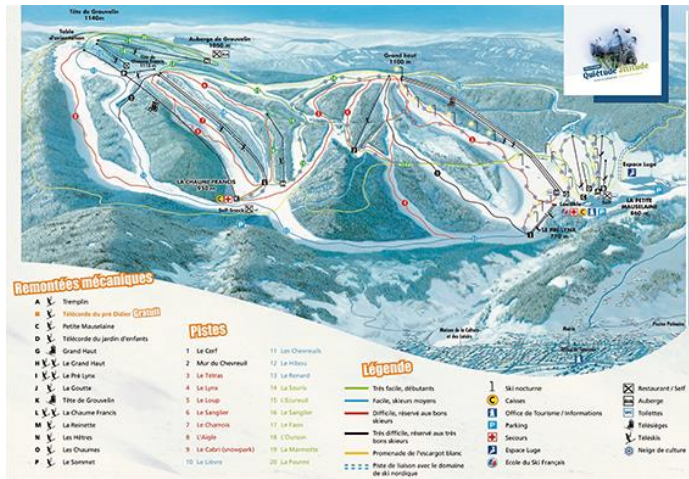 Tête de Grouvelin
1140m
Table
d'orientation
Auberge de Grouvelin
1050 m
Grand haut
1100 m
Quiétude attitude
Espace Luge
LA CHAUME FRANCIS
950 m
LA PETITE
MAUSELAINE
860 m
LE PRE LYNX
770 m
Mairie
Remontées mécaniques
A Tremplin
B Télécorde du pré Didier Gratuit
C Petite Mauselaine
D Télécorde du jardin d'enfants
G Grand Haut
H Le Grand Haut
I Le Pré Lynx
J La Goutte
K Tête de Grouvelin
L La Chaume Francis
M La Reinette
N Les Hêtres
O Les Chaumes
P Le Sommet
Pistes
1 Le Cerf
2 Mur du Chevreuil
3 Le Tétras
4 Le Lynx
5 Le Loup
6 Le Sanglier
7 Le Chamois
8 L'Aigle
9 Le Cabri (snowpark)
10 Le Lièvre
11 Les Chevreuils
12 Le Hibou
13 Le Renard
14 La Souris
15 L'Ecureuil
16 Le Sanglier
17 Le Faon
18 L'Ourson
19 La Marmotte
Légende
Très facile, débutants
Facile, skieurs moyens
Difficile, réservé aux bons
skieurs
Très difficile, réservé aux très
bons skieurs
Promenade de l'escargot blanc
Piste de liaison avec le domaine
de ski nordique
Ski nocturne
Caisses
Office de Tourisme / Informations
Parking
Secours
Espace Luge
Ecole du Ski Français
Restaurant / Self
Auberge
Toilettes
Télésièges
Téléskis
Neige de culture